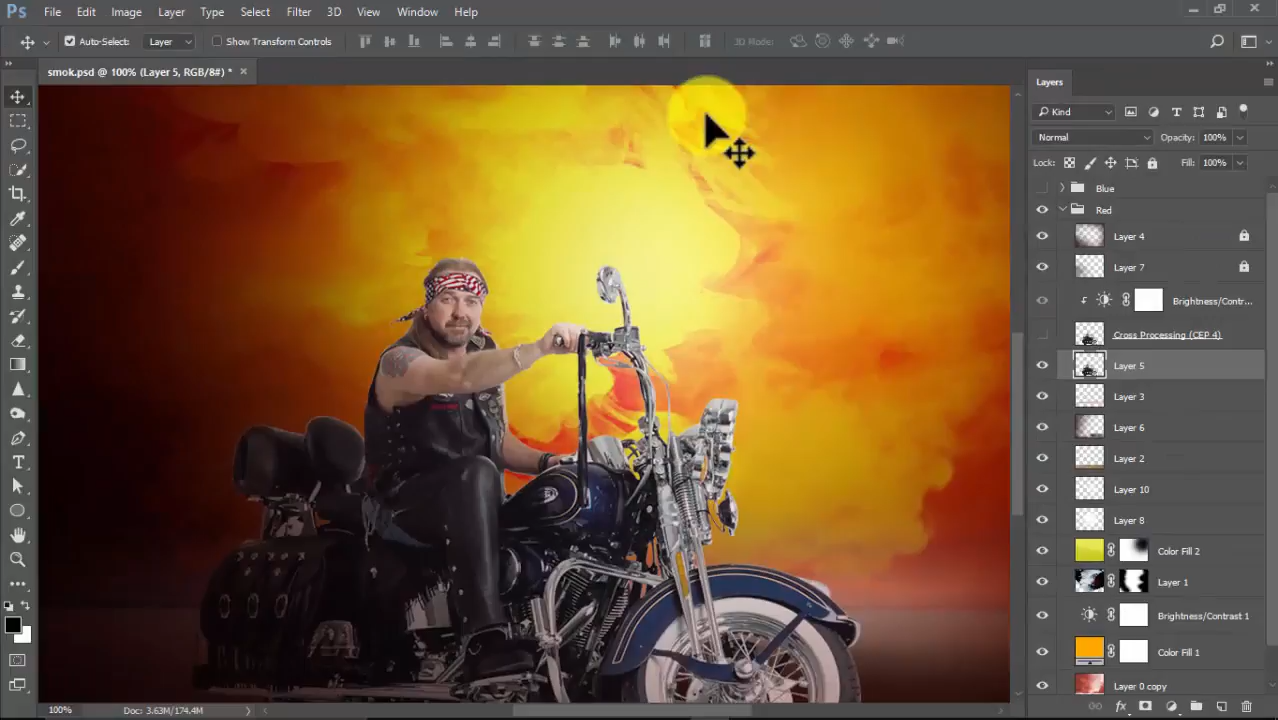 Ps File Edit Image Layer Type Select Filter 3D View Window Help
Auto-Select: Layer Show Transform Controls 3D Mode:
smok.psd @ 100% (Layer 5, RGB/8#) *
Layers
Kind
Normal Opacity: 100%
Lock: Fill: 100%
Blue
Red
Layer 4
Layer 7
Brightness/Contr...
Cross Processing (CEP 4)
Layer 5
Layer 3
Layer 6
Layer 2
Layer 10
Layer 8
Color Fill 2
Layer 1
Brightness/Contrast 1
Color Fill 1
Layer 0 copy
100% Doc: 3.63M/174.4M